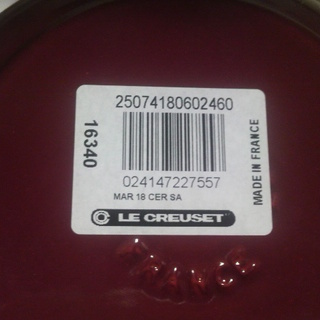 25074180602460
16340
024147227557
MAR 18 CER SA
MADE IN FRANCE
LE CREUSET